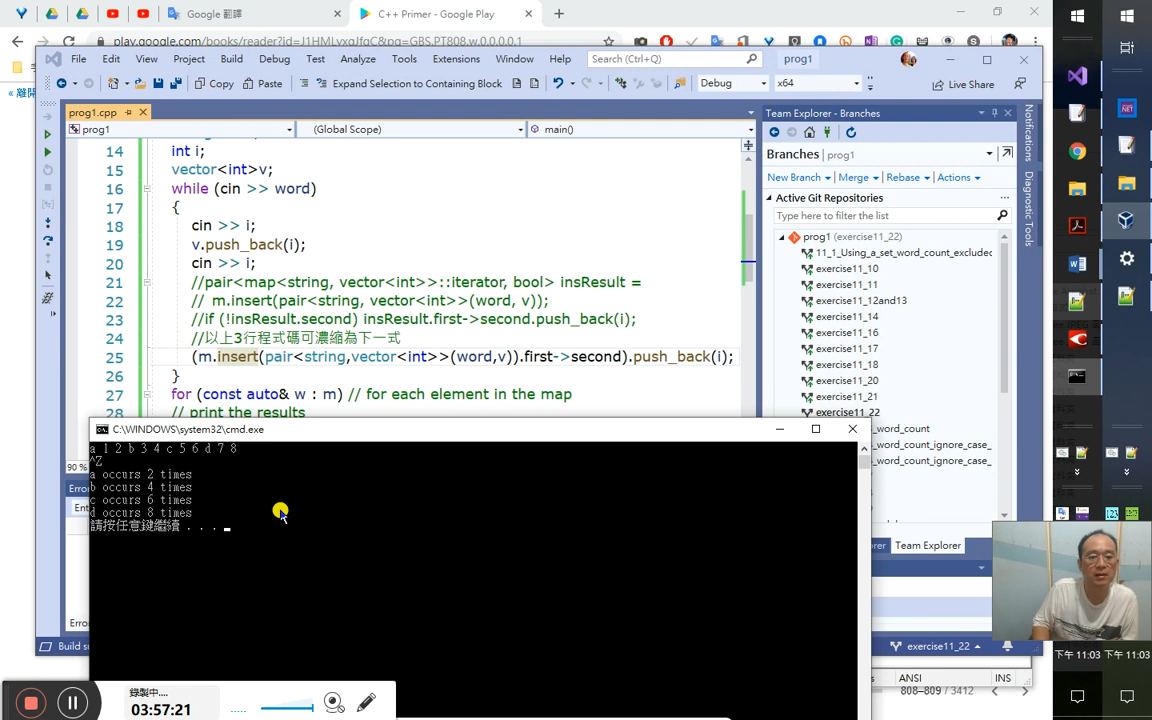 Google 翻譯
C++ Primer - Google Play
play.google.com/books/reader?id=J1HMLyxqJfgC&pg=GBS.PT808.w.0.0.0.1
File Edit View Project Build Debug Test Analyze Tools Extensions Window Help Search (Ctrl+Q) prog1
Copy Paste Expand Selection to Containing Block Debug x64 Live Share
prog1.cpp
prog1 (Global Scope) main()
14 int i;
15 vector<int>v;
16 while (cin >> word)
17 {
18 cin >> i;
19 v.push_back(i);
20 cin >> i;
21 //pair<map<string, vector<int>>::iterator, bool> insResult =
22 // m.insert(pair<string, vector<int>>(word, v));
23 //if (!insResult.second) insResult.first->second.push_back(i);
24 //以上3行程式碼可濃縮為下一式
25 (m.insert(pair<string,vector<int>>(word,v)).first->second).push_back(i);
26 }
27 for (const auto& w : m) // for each element in the map
28 // print the results
90 %
Team Explorer - Branches
Branches | prog1
New Branch Merge Rebase Actions
Active Git Repositories
Type here to filter the list
prog1 (exercise11_22)
11_1_Using_a_set_word_count_excluded
exercise11_10
exercise11_11
exercise11_12and13
exercise11_14
exercise11_16
exercise11_17
exercise11_18
exercise11_20
exercise11_21
exercise11_22
_word_count
_word_count_ignore_case_
_word_count_ignore_case_
Team Explorer
Notifications
Diagnostic Tools
C:\WINDOWS\system32\cmd.exe
a 1 2 b 3 4 c 5 6 d 7 8
^Z
a occurs 2 times
b occurs 4 times
c occurs 6 times
d occurs 8 times
請按任意鍵繼續 . . .
exercise11_22
ANSI INS
808–809 / 3412
錄製中....
03:57:21
下午 11:03 下午 11:03